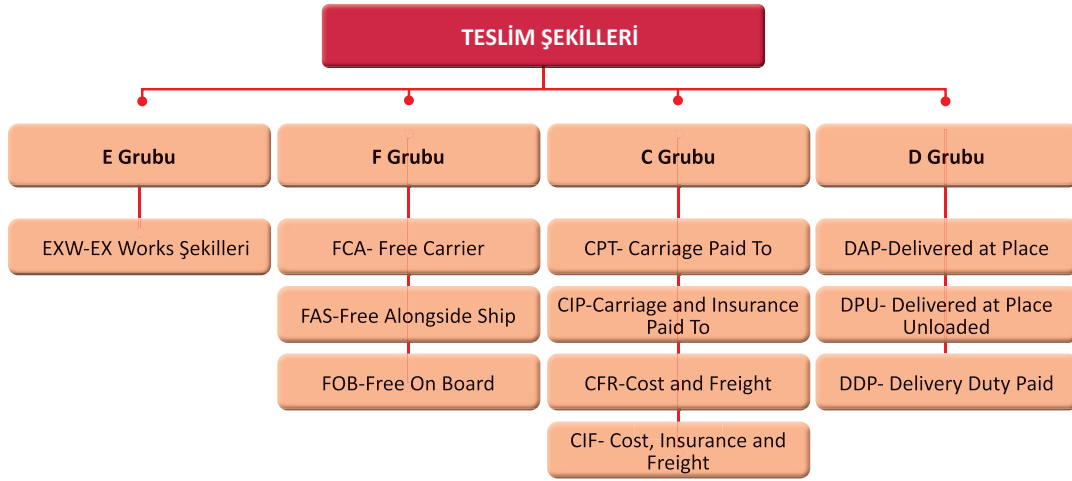 TESLİM ŞEKİLLERİ
E Grubu
EXW-EX Works Şekilleri
F Grubu
FCA- Free Carrier
FAS-Free Alongside Ship
FOB-Free On Board
C Grubu
CPT- Carriage Paid To
CIP-Carriage and Insurance
Paid To
CFR-Cost and Freight
CIF- Cost, Insurance and
Freight
D Grubu
DAP-Delivered at Place
DPU- Delivered at Place
Unloaded
DDP- Delivery Duty Paid